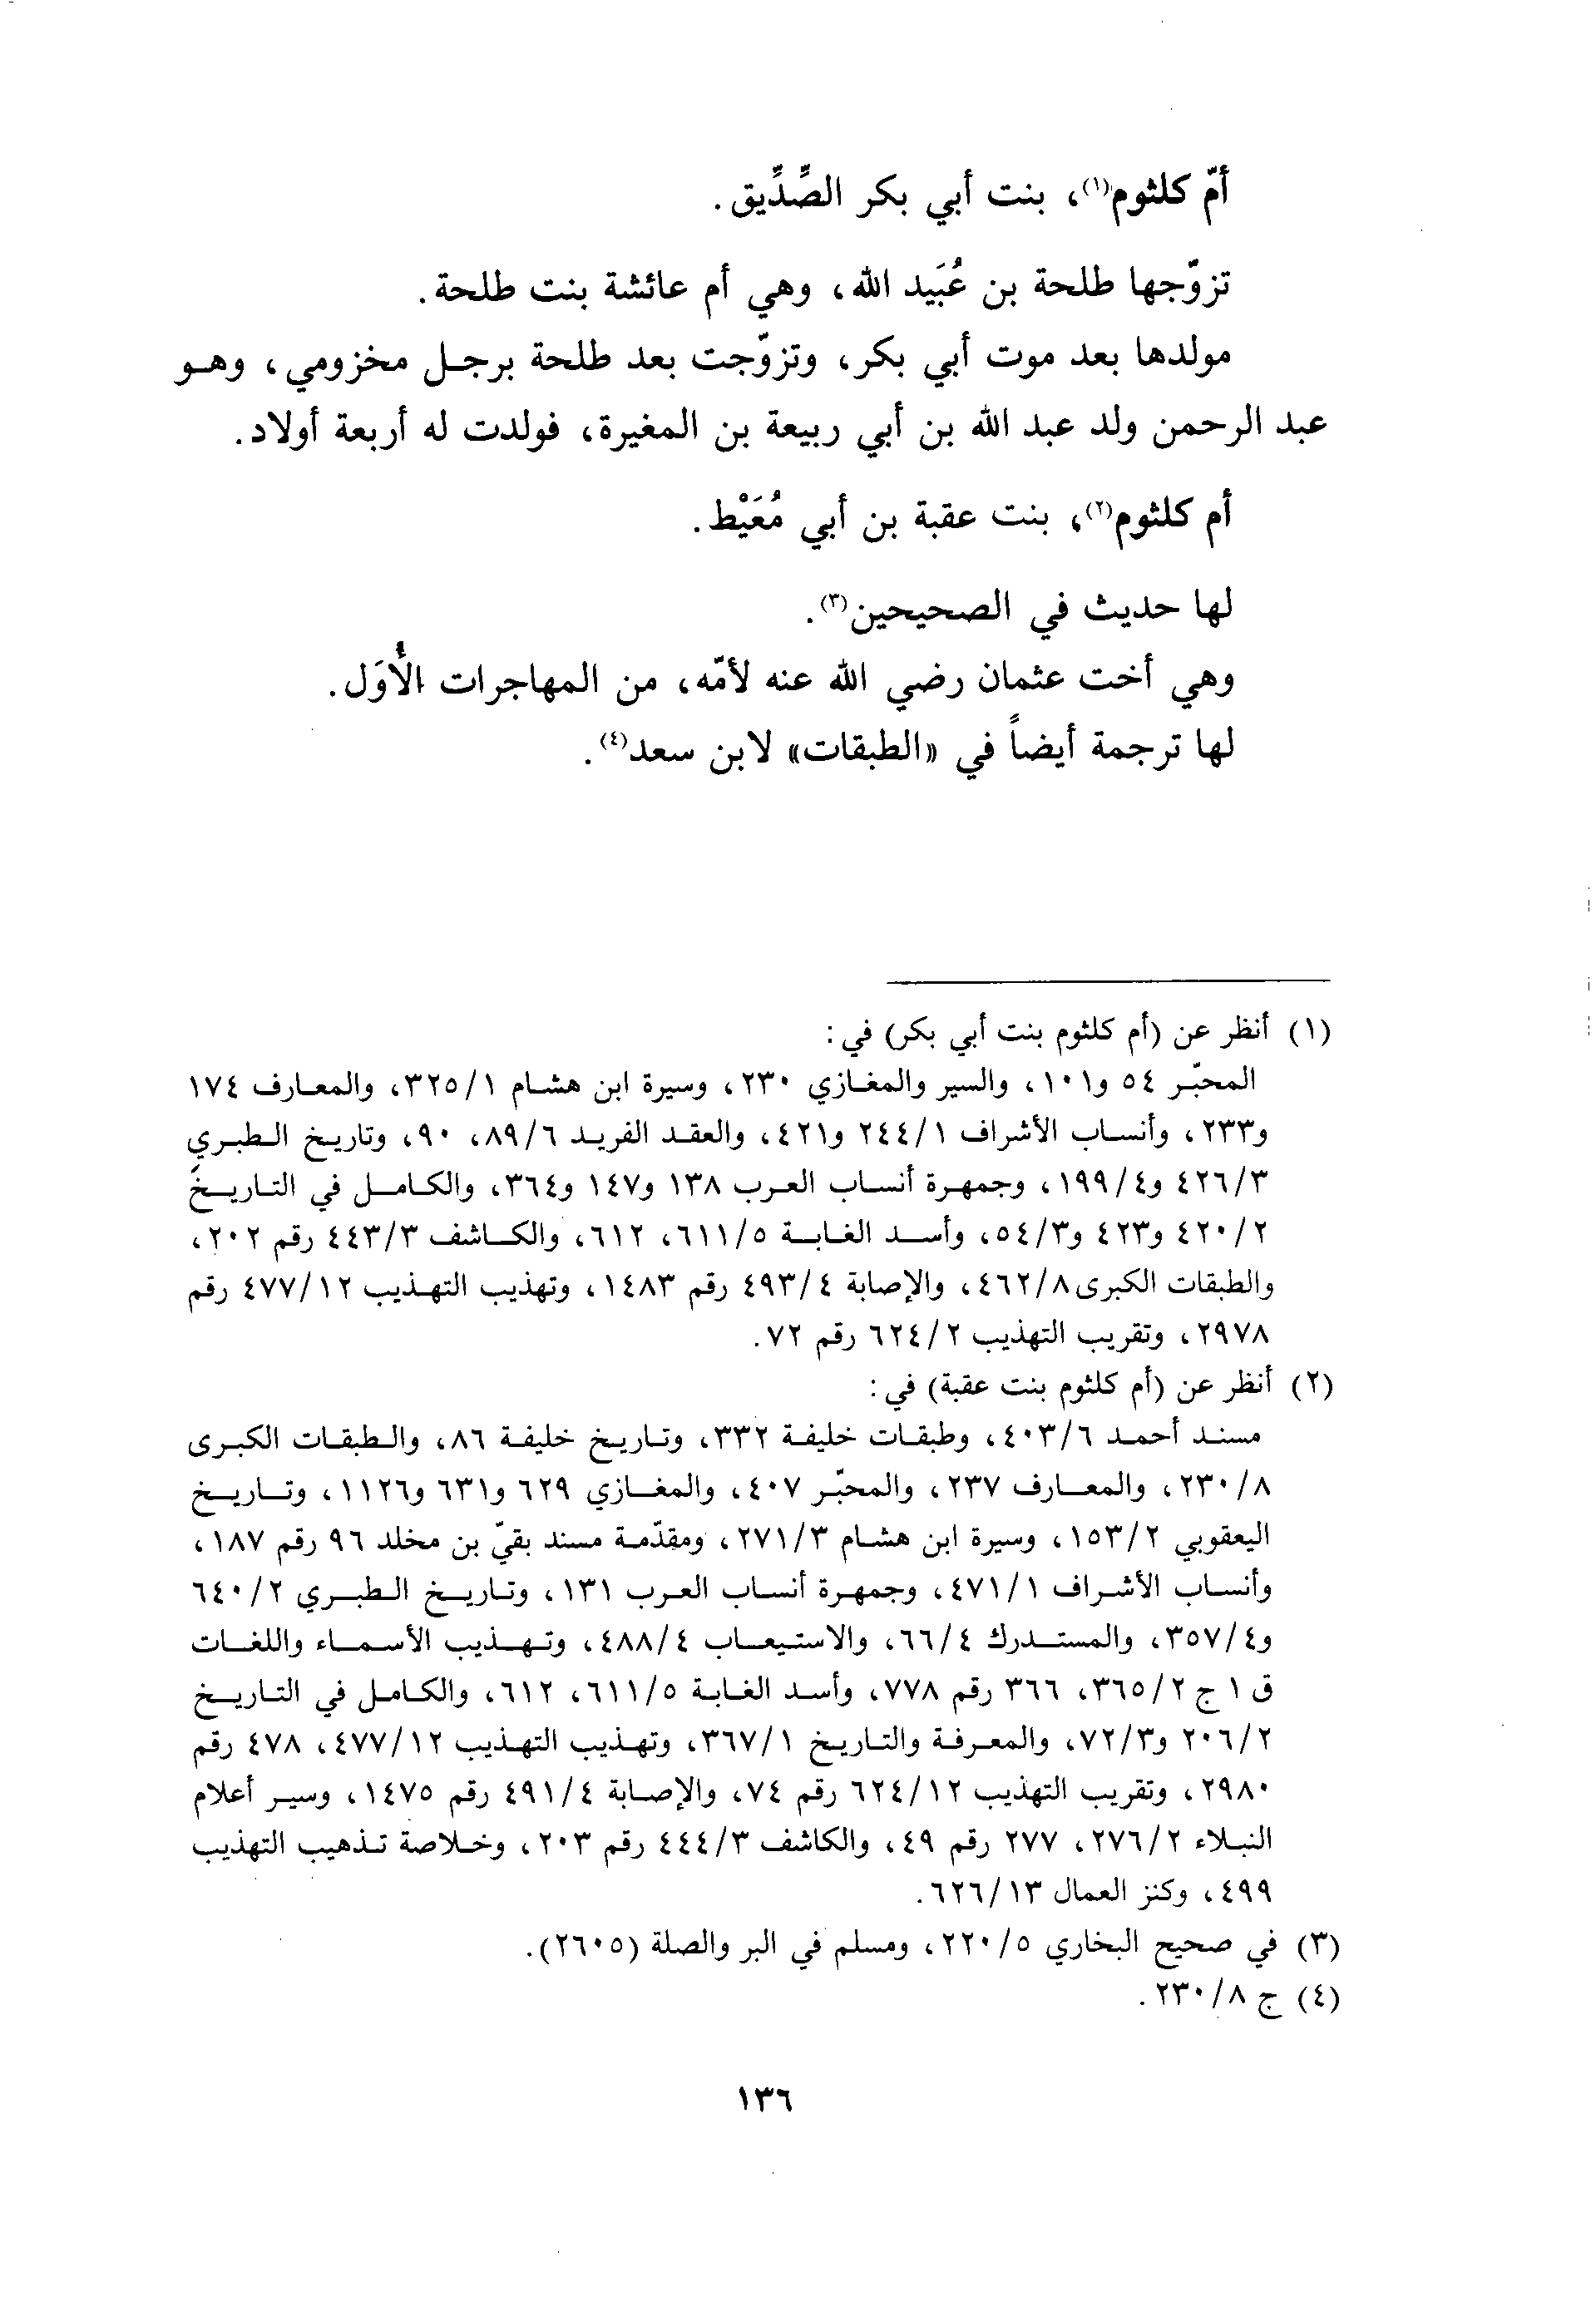 أمّ كلثوم(١)، بنت أبي بكر الصِّدِّيق.
تزوّجها طلحة بن عُبَيد الله، وهي أم عائشة بنت طلحة.
مولدها بعد موت أبي بكر، وتزوّجت بعد طلحة برجل مخزومي، وهو
عبد الرحمن ولد عبد الله بن أبي ربيعة بن المغيرة، فولدت له أربعة أولاد.
أم كلثوم(٢)، بنت عقبة بن أبي مُعَيْط.
لها حديث في الصحيحين(٣).
وهي أخت عثمان رضي الله عنه لأمّه، من المهاجرات الأُوَل.
لها ترجمة أيضاً في «الطبقات» لابن سعد(٤).
(١) أنظر عن (أم كلثوم بنت أبي بكر) في:
المحبّر ٥٤ و١٠١، والسير والمغازي ٢٣٠، وسيرة ابن هشام ٣٢٥/١، والمعارف ١٧٤
و٢٣٣، وأنساب الأشراف ٢٤٤/١ و٤٢١، والعقد الفريد ٨٩/٦، ٩٠، وتاريخ الطبري
٤٢٦/٣ و١٩٩/٤، وجمهرة أنساب العرب ١٣٨ و١٤٧ و٣٦٤، والكامل في التاريخ
٤٢٠/٢ و٤٢٣ و٥٤/٣، وأسد الغابة ٦١١/٥، ٦١٢، والكاشف ٤٤٣/٣ رقم ٢٠٢،
والطبقات الكبرى ٤٦٢/٨، والإصابة ٤٩٣/٤ رقم ١٤٨٣، وتهذيب التهذيب ٤٧٧/١٢ رقم
٢٩٧٨، وتقريب التهذيب ٦٢٤/٢ رقم ٧٢.
(٢) أنظر عن (أم كلثوم بنت عقبة) في:
مسند أحمد ٤٠٣/٦، وطبقات خليفة ٣٣٢، وتاريخ خليفة ٨٦، والطبقات الكبرى
٢٣٠/٨، والمعارف ٢٣٧، والمحبّر ٤٠٧، والمغازي ٦٢٩ و٦٣١ و١١٢٦، وتاريخ
اليعقوبي ١٥٣/٢، وسيرة ابن هشام ٢٧١/٣، ومقدّمة مسند بقيّ بن مخلد ٩٦ رقم ١٨٧،
وأنساب الأشراف ٤٧١/١، وجمهرة أنساب العرب ١٣١، وتاريخ الطبري ٦٤٠/٢
و٣٥٧/٤، والمستدرك ٦٦/٤، والاستيعاب ٤٨٨/٤، وتهذيب الأسماء واللغات
ق ١ ج ٣٦٥/٢، ٣٦٦ رقم ٧٧٨، وأسد الغابة ٦١١/٥، ٦١٢، والكامل في التاريخ
٢٠٦/٢ و٧٢/٣، والمعرفة والتاريخ ٣٦٧/١، وتهذيب التهذيب ٤٧٧/١٢، ٤٧٨ رقم
٢٩٨٠، وتقريب التهذيب ٦٢٤/١٢ رقم ٧٤، والإصابة ٤٩١/٤ رقم ١٤٧٥، وسير أعلام
النبلاء ٢٧٦/٢، ٢٧٧ رقم ٤٩، والكاشف ٤٤٤/٣ رقم ٢٠٣، وخلاصة تذهيب التهذيب
٤٩٩، وكنز العمال ٦٢٦/١٣.
(٣) في صحيح البخاري ٢٢٠/٥، ومسلم في البر والصلة (٢٦٠٥).
(٤) ج ٢٣٠/٨.
١٣٦